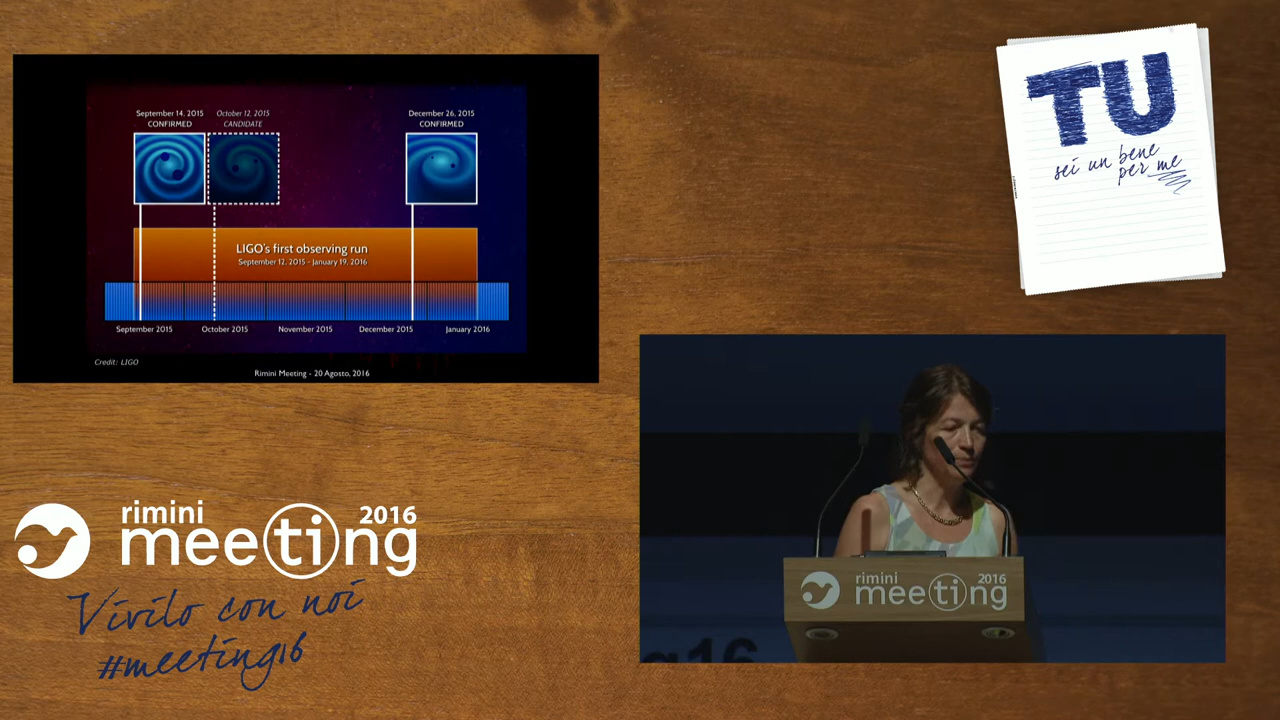 September 14, 2015
CONFIRMED
October 12, 2015
CANDIDATE
December 26, 2015
CONFIRMED
LIGO's first observing run
September 12, 2015 - January 19, 2016
September 2015
October 2015
November 2015
December 2015
January 2016
Credit: LIGO
Rimini Meeting - 20 Agosto, 2016
TU
sei un bene
per me
rimini
2016
meeting
Vivilo con noi
#meeting16
rimini
2016
meeting
g16